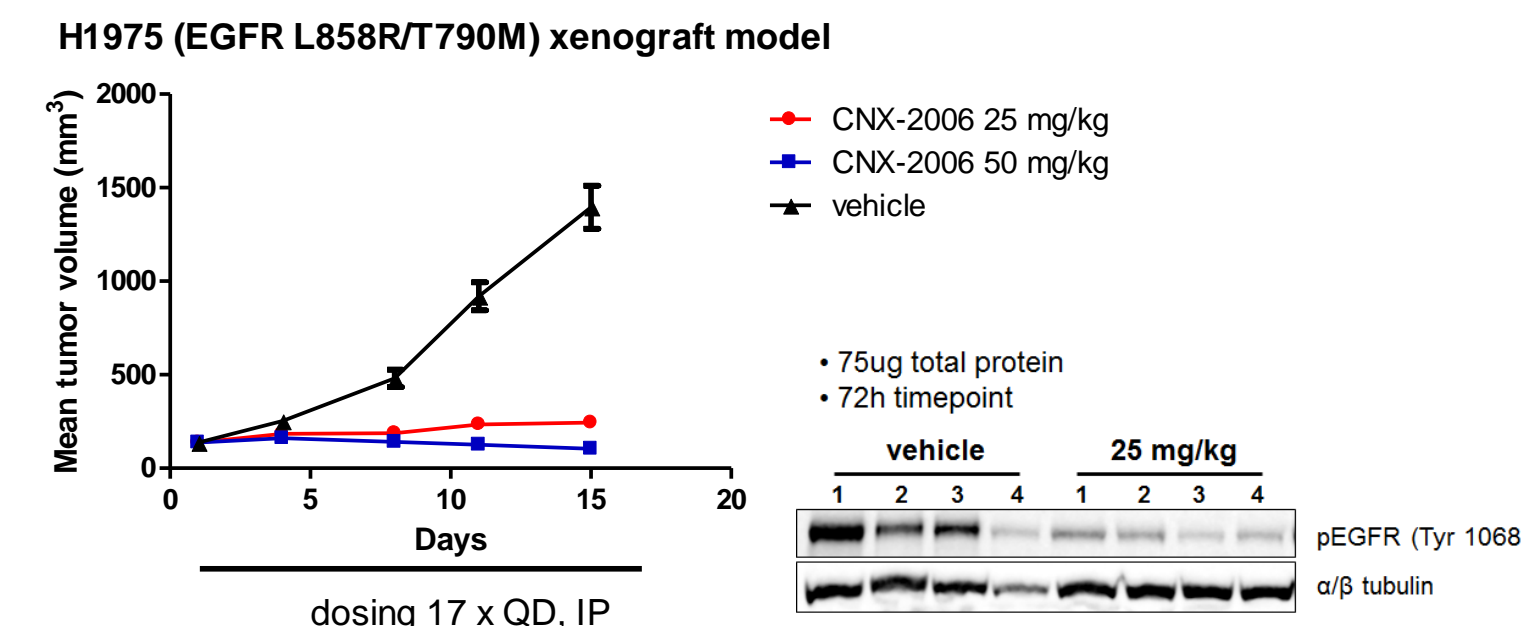 H1975 (EGFR L858R/T790M) xenograft model
Mean tumor volume (mm³)
2000
1500
1000
500
0
0 5 10 15 20
Days
dosing 17 x QD, IP
CNX-2006 25 mg/kg
CNX-2006 50 mg/kg
vehicle
• 75ug total protein
• 72h timepoint
vehicle 25 mg/kg
1 2 3 4 1 2 3 4
pEGFR (Tyr 1068
α/β tubulin